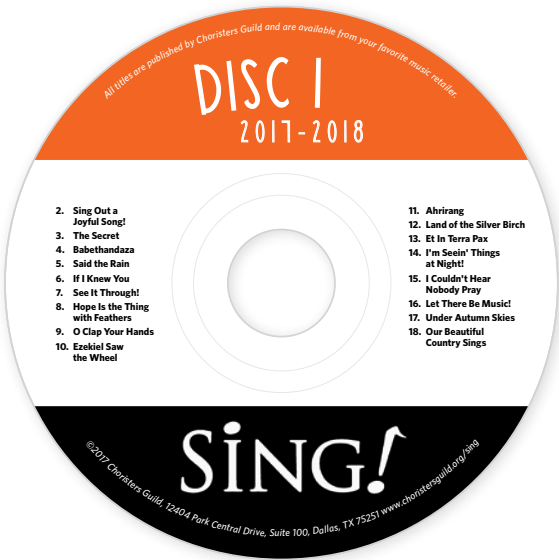 All titles are published by Choristers Guild and are available from your favorite music retailer.
DISC 1
2017-2018
2. Sing Out a
Joyful Song!
3. The Secret
4. Babethandaza
5. Said the Rain
6. If I Knew You
7. See It Through!
8. Hope Is the Thing
with Feathers
9. O Clap Your Hands
10. Ezekiel Saw
the Wheel
11. Ahrirang
12. Land of the Silver Birch
13. Et In Terra Pax
14. I'm Seein' Things
at Night!
15. I Couldn't Hear
Nobody Pray
16. Let There Be Music!
17. Under Autumn Skies
18. Our Beautiful
Country Sings
SiNG!
©2017 Choristers Guild, 12404 Park Central Drive, Suite 100, Dallas, TX 75251 www.choristersguild.org/sing